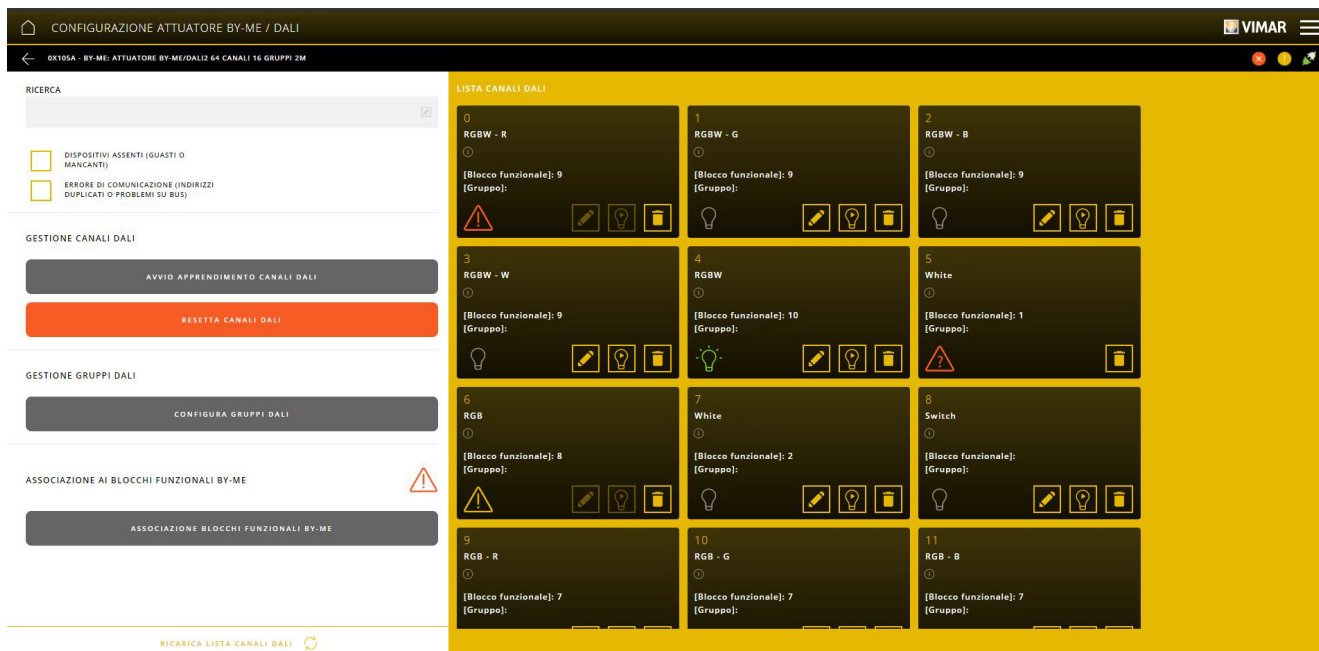 CONFIGURAZIONE ATTUATORE BY-ME / DALI
VIMAR
0X105A - BY-ME: ATTUATORE BY-ME/DALI2 64 CANALI 16 GRUPPI 2M
RICERCA
DISPOSITIVI ASSENTI (GUASTI O
MANCANTI)
ERRORE DI COMUNICAZIONE (INDIRIZZI
DUPLICATI O PROBLEMI SU BUS)
GESTIONE CANALI DALI
AVVIO APPRENDIMENTO CANALI DALI
RESETTA CANALI DALI
GESTIONE GRUPPI DALI
CONFIGURA GRUPPI DALI
ASSOCIAZIONE AI BLOCCHI FUNZIONALI BY-ME
ASSOCIAZIONE BLOCCHI FUNZIONALI BY-ME
RICARICA LISTA CANALI DALI
LISTA CANALI DALI
0
RGBW - R
[Blocco funzionale]: 9
[Gruppo]:
1
RGBW - G
[Blocco funzionale]: 9
[Gruppo]:
2
RGBW - B
[Blocco funzionale]: 9
[Gruppo]:
3
RGBW - W
[Blocco funzionale]: 9
[Gruppo]:
4
RGBW
[Blocco funzionale]: 10
[Gruppo]:
5
White
[Blocco funzionale]: 1
[Gruppo]:
6
RGB
[Blocco funzionale]: 8
[Gruppo]:
7
White
[Blocco funzionale]: 2
[Gruppo]:
8
Switch
[Blocco funzionale]:
[Gruppo]:
9
RGB - R
[Blocco funzionale]: 7
[Gruppo]:
10
RGB - G
[Blocco funzionale]: 7
[Gruppo]:
11
RGB - B
[Blocco funzionale]: 7
[Gruppo]: